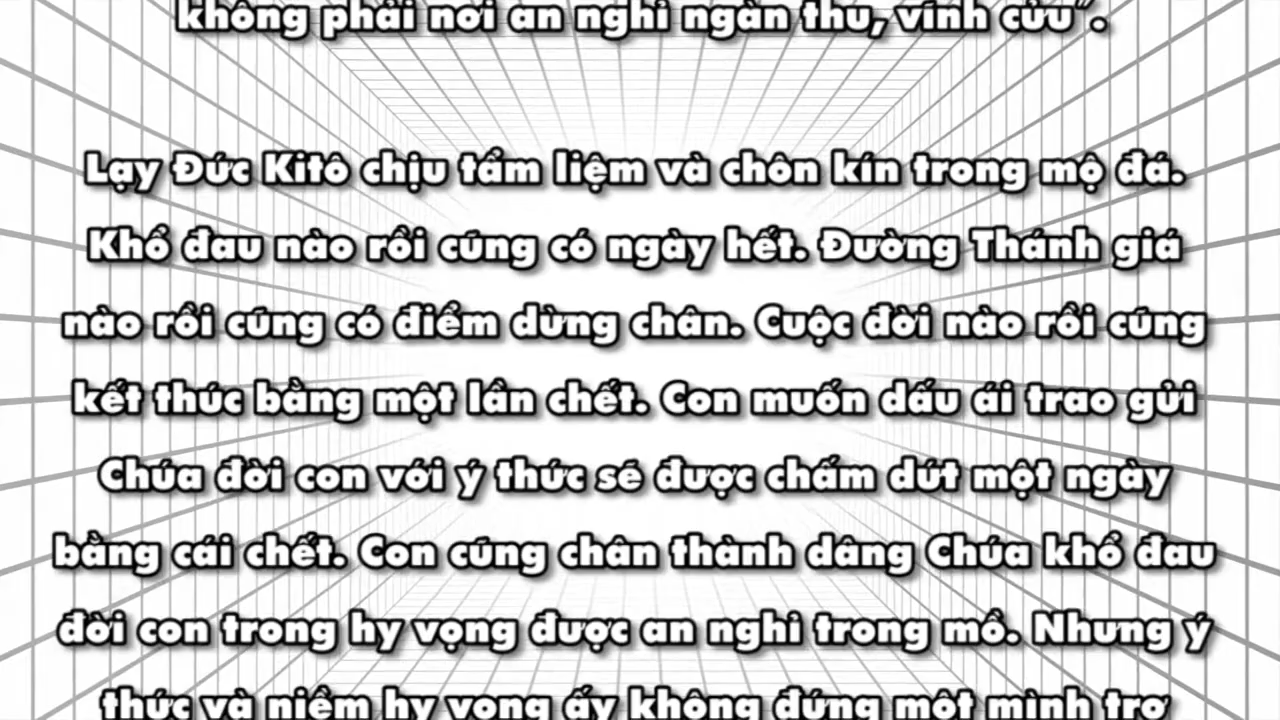 không phải nơi an nghỉ ngàn thu, vĩnh cửu".
Lạy Đức Kitô chịu tẩm liệm và chôn kín trong mộ đá.
Khổ đau nào rồi cũng có ngày hết. Đường Thánh giá
nào rồi cũng có điểm dừng chân. Cuộc đời nào rồi cũng
kết thúc bằng một lần chết. Con muốn dấu ái trao gửi
Chúa đời con với ý thức sẽ được chấm dứt một ngày
bằng cái chết. Con cũng chân thành dâng Chúa khổ đau
đời con trong hy vọng được an nghỉ trong mồ. Nhưng ý
thức và niềm hy vọng ấy không đứng một mình trơ